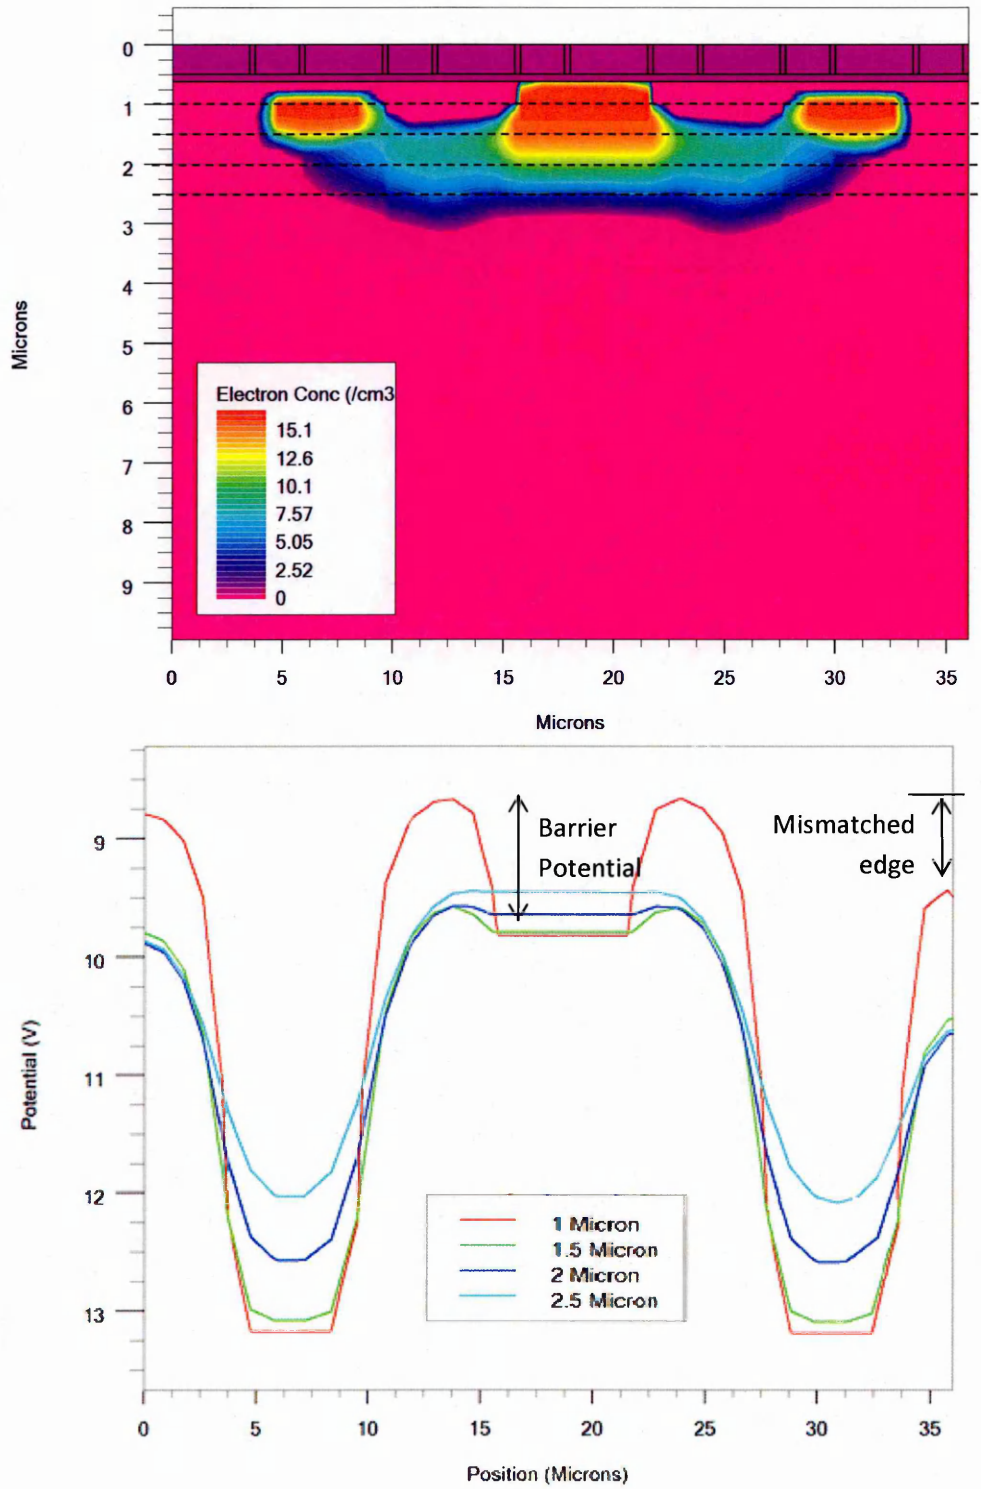 0
1
2
3
4
5
6
7
8
9
Microns
Electron Conc (/cm3
15.1
12.6
10.1
7.57
5.05
2.52
0
0 5 10 15 20 25 30 35
Microns
9
10
11
12
13
Potential (V)
Barrier
Potential
Mismatched
edge
1 Micron
1.5 Micron
2 Micron
2.5 Micron
0 5 10 15 20 25 30 35
Position (Microns)